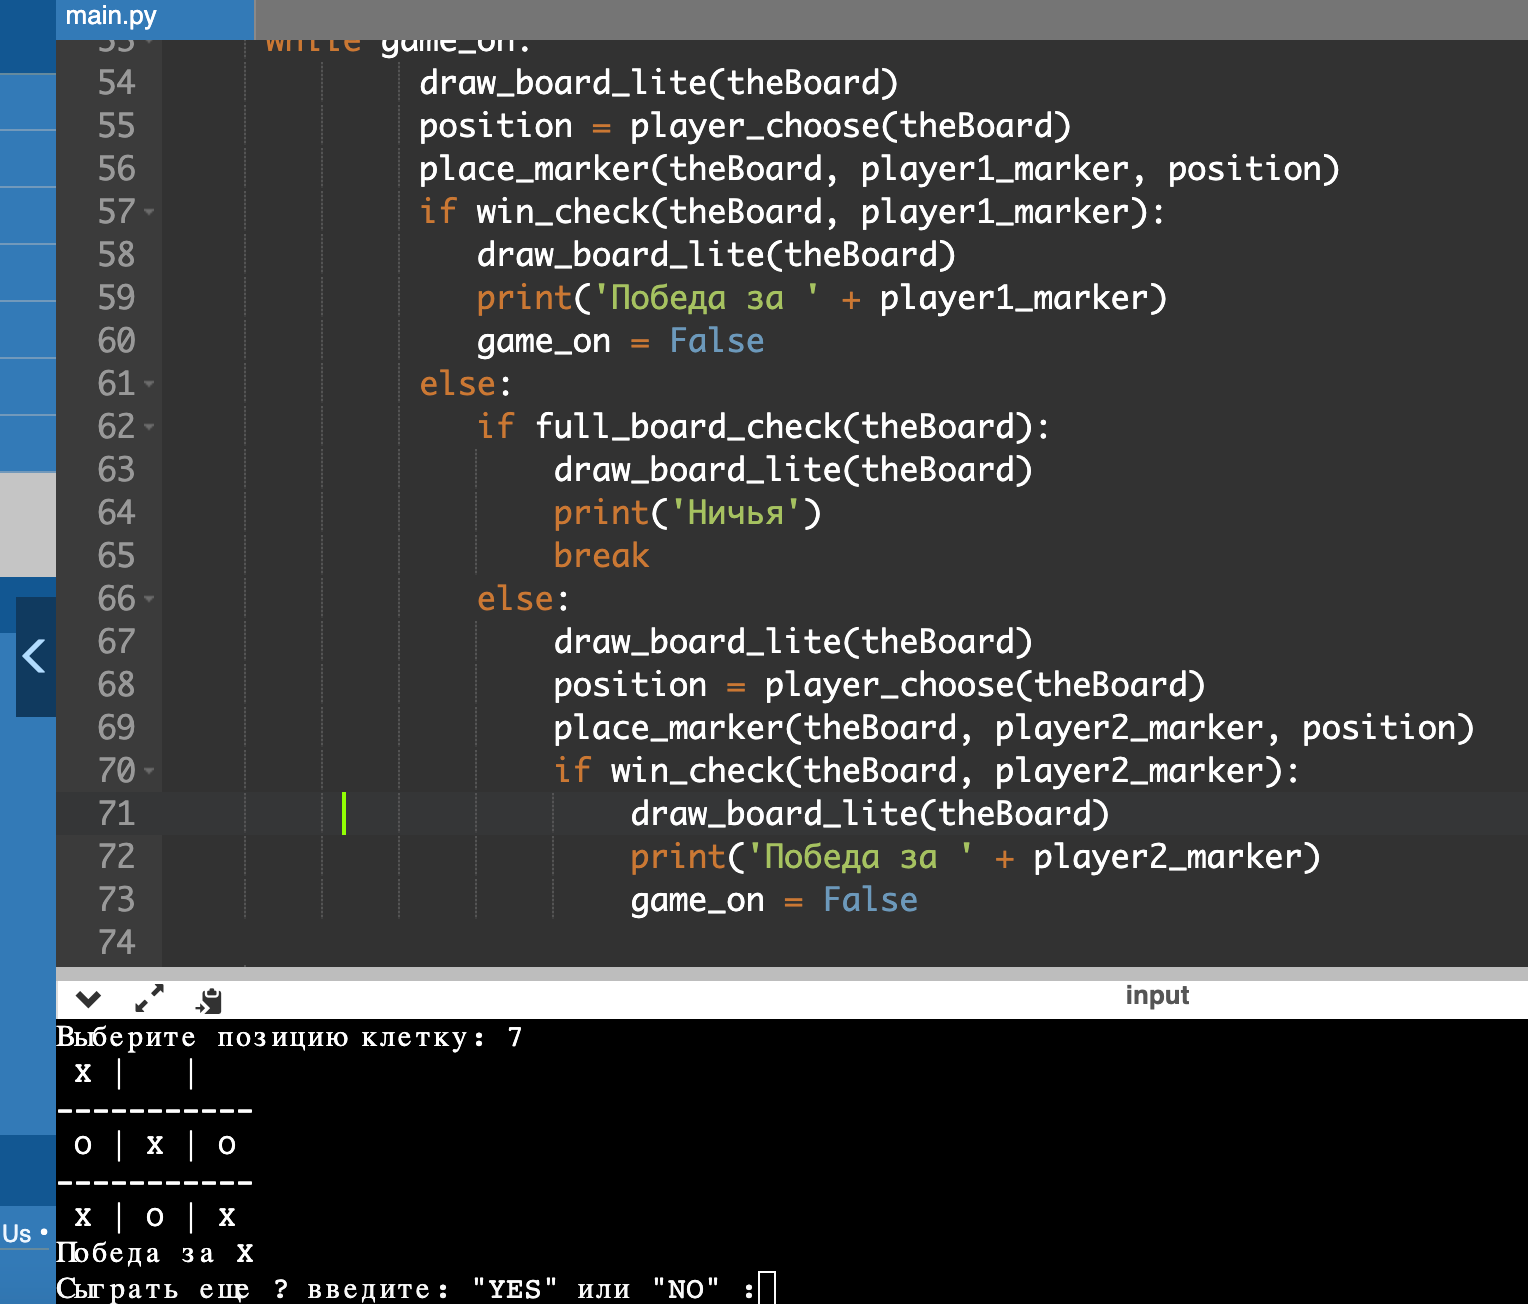 main.py
53 while game_on:
54 draw_board_lite(theBoard)
55 position = player_choose(theBoard)
56 place_marker(theBoard, player1_marker, position)
57 if win_check(theBoard, player1_marker):
58 draw_board_lite(theBoard)
59 print('Победа за ' + player1_marker)
60 game_on = False
61 else:
62 if full_board_check(theBoard):
63 draw_board_lite(theBoard)
64 print('Ничья')
65 break
66 else:
67 draw_board_lite(theBoard)
68 position = player_choose(theBoard)
69 place_marker(theBoard, player2_marker, position)
70 if win_check(theBoard, player2_marker):
71 draw_board_lite(theBoard)
72 print('Победа за ' + player2_marker)
73 game_on = False
74
input
Выберите позицию клетку: 7
X |   |
-----------
O | X | O
-----------
X | O | X
Победа за X
Сыграть еще ? введите: "YES" или "NO" :
Us •